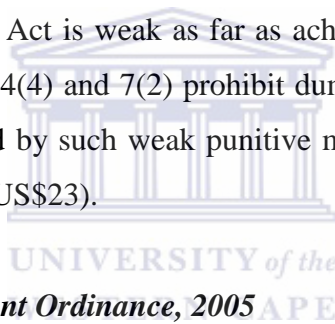 Act is weak as far as ach
4(4) and 7(2) prohibit dur
by such weak punitive m
US$23).
UNIVERSITY of the
nt Ordinance, 2005